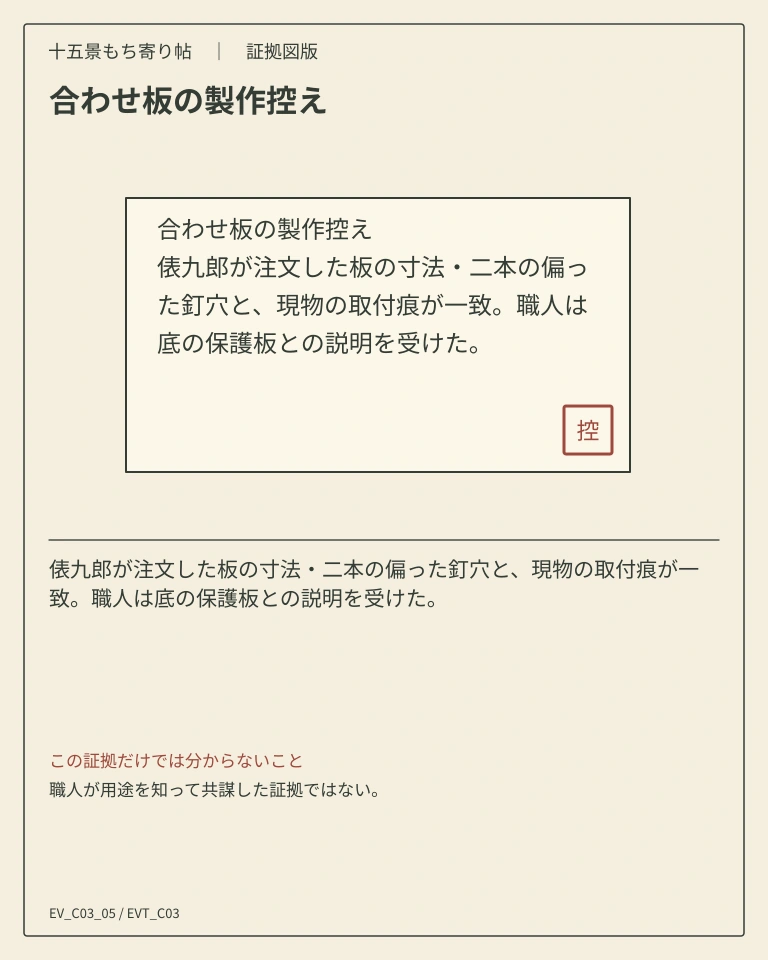 十五景もち寄り帖 ｜ 証拠図版
合わせ板の製作控え
合わせ板の製作控え
俵九郎が注文した板の寸法・二本の偏っ
た釘穴と、現物の取付痕が一致。職人は
底の保護板との説明を受けた。
控
俵九郎が注文した板の寸法・二本の偏った釘穴と、現物の取付痕が一
致。職人は底の保護板との説明を受けた。
この証拠だけでは分からないこと
職人が用途を知って共謀した証拠ではない。
EV_C03_05 / EVT_C03